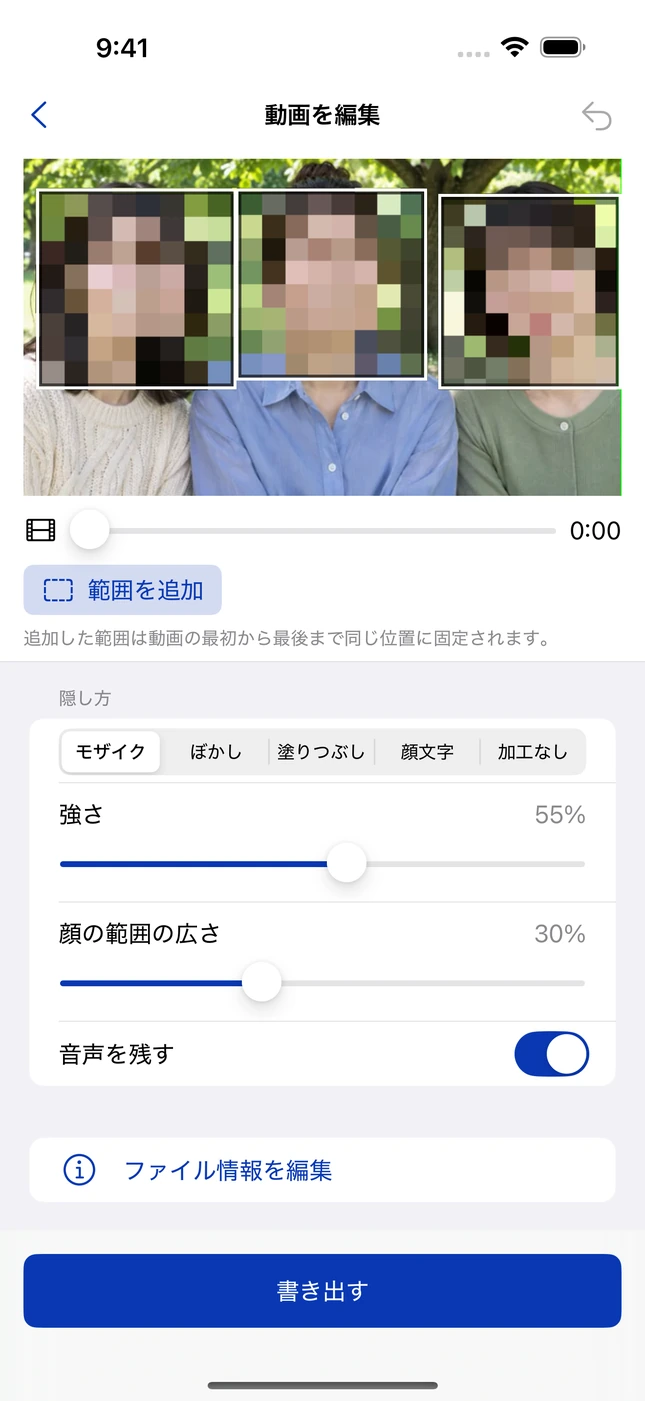 9:41
動画を編集
0:00
範囲を追加
追加した範囲は動画の最初から最後まで同じ位置に固定されます。
隠し方
モザイク
ぼかし
塗りつぶし
顔文字
加工なし
強さ
55%
顔の範囲の広さ
30%
音声を残す
ファイル情報を編集
書き出す